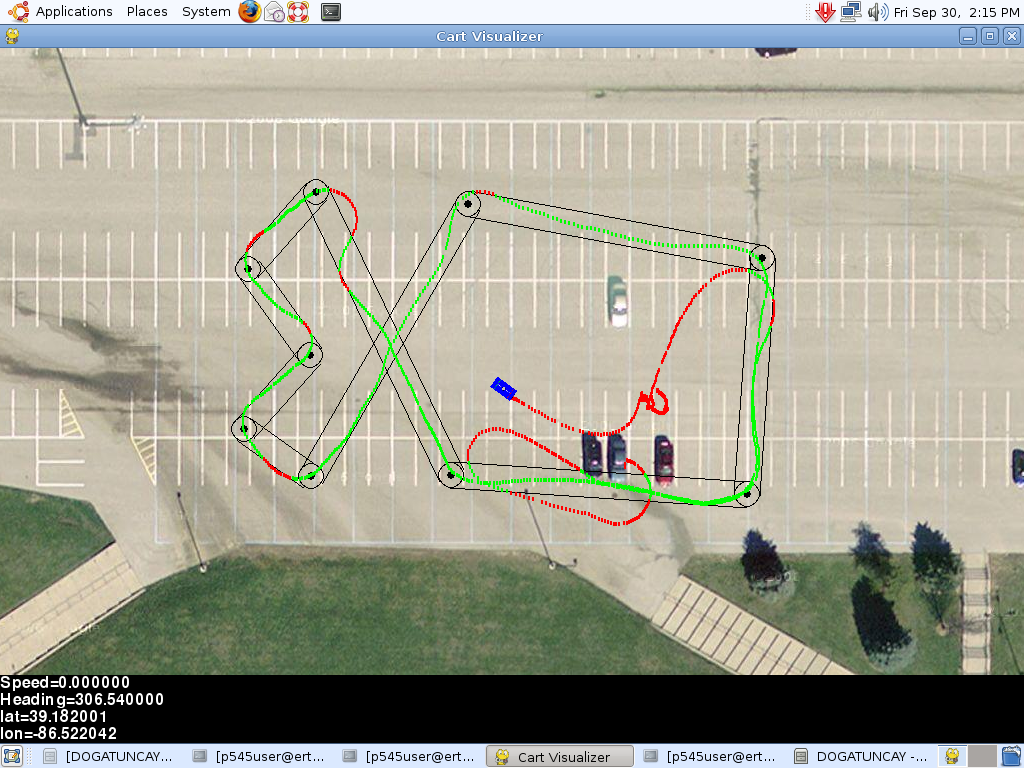 Applications Places System Fri Sep 30, 2:15 PM
Cart Visualizer
Speed=0.000000
Heading=306.540000
lat=39.182001
lon=-86.522042
[DOGATUNCAY... [p545user@ert... [p545user@ert... Cart Visualizer [p545user@ert... DOGATUNCAY -...